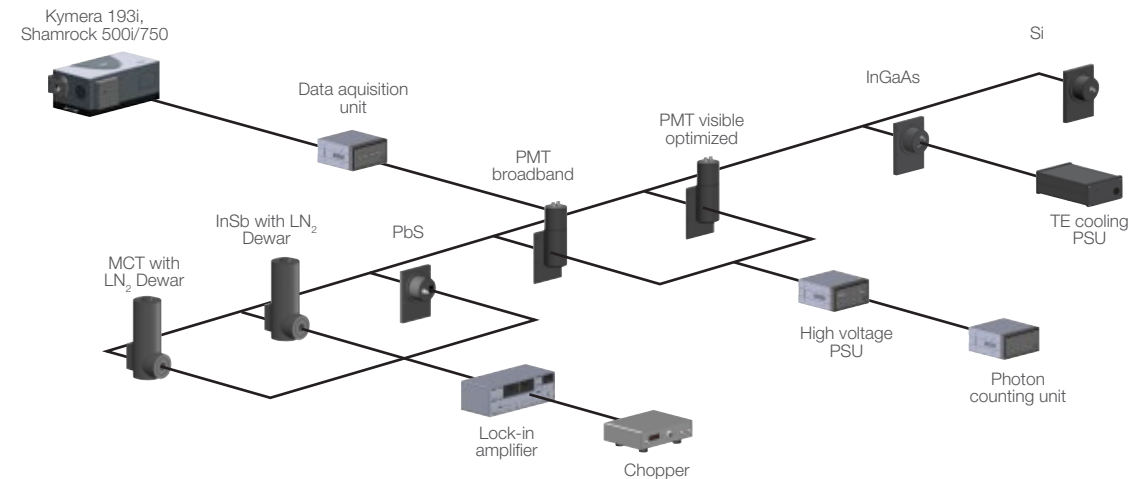 Kymera 193i,
Shamrock 500i/750
Si
InGaAs
Data aquisition
unit
PMT visible
optimized
PMT
broadband
TE cooling
PSU
InSb with LN₂
Dewar
PbS
MCT with
LN₂ Dewar
High voltage
PSU
Photon
counting unit
Lock-in
amplifier
Chopper